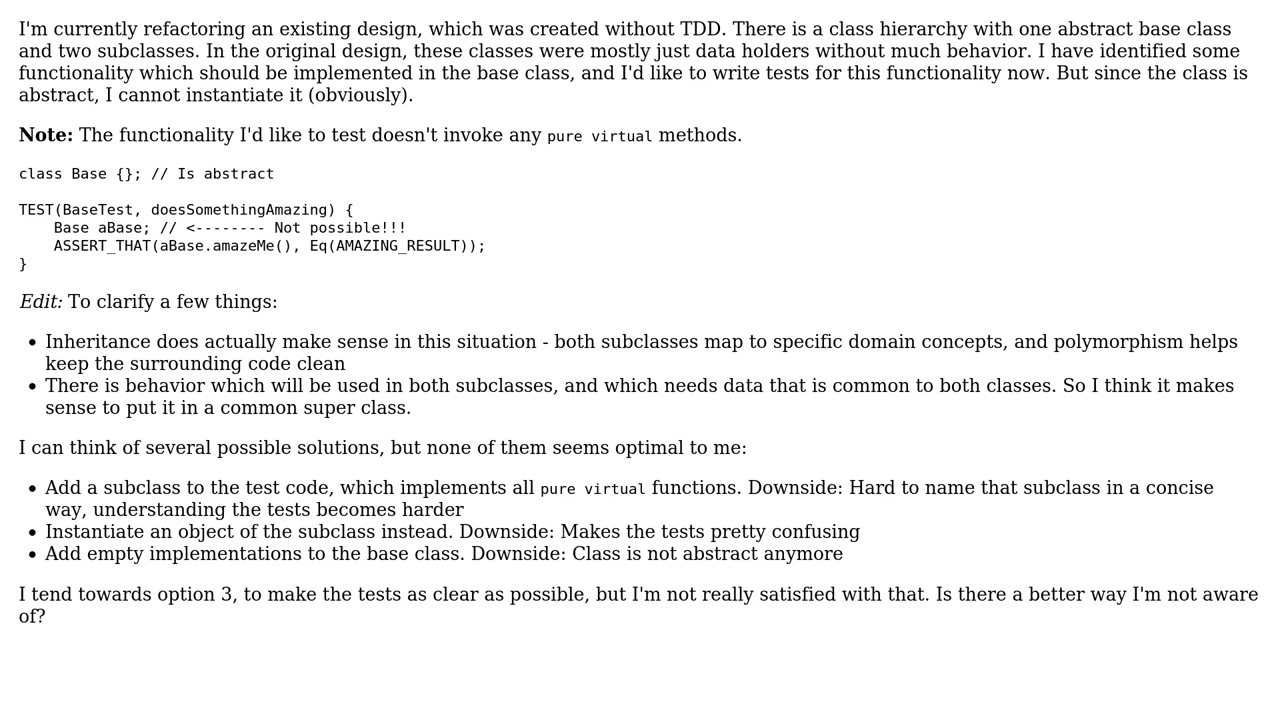 I'm currently refactoring an existing design, which was created without TDD. There is a class hierarchy with one abstract base class
and two subclasses. In the original design, these classes were mostly just data holders without much behavior. I have identified some
functionality which should be implemented in the base class, and I'd like to write tests for this functionality now. But since the class is
abstract, I cannot instantiate it (obviously).
Note: The functionality I'd like to test doesn't invoke any pure virtual methods.
class Base {}; // Is abstract
TEST(BaseTest, doesSomethingAmazing) {
    Base aBase; // <-------- Not possible!!!
    ASSERT_THAT(aBase.amazeMe(), Eq(AMAZING_RESULT));
}
Edit: To clarify a few things:
• Inheritance does actually make sense in this situation - both subclasses map to specific domain concepts, and polymorphism helps
keep the surrounding code clean
• There is behavior which will be used in both subclasses, and which needs data that is common to both classes. So I think it makes
sense to put it in a common super class.
I can think of several possible solutions, but none of them seems optimal to me:
• Add a subclass to the test code, which implements all pure virtual functions. Downside: Hard to name that subclass in a concise
way, understanding the tests becomes harder
• Instantiate an object of the subclass instead. Downside: Makes the tests pretty confusing
• Add empty implementations to the base class. Downside: Class is not abstract anymore
I tend towards option 3, to make the tests as clear as possible, but I'm not really satisfied with that. Is there a better way I'm not aware
of?